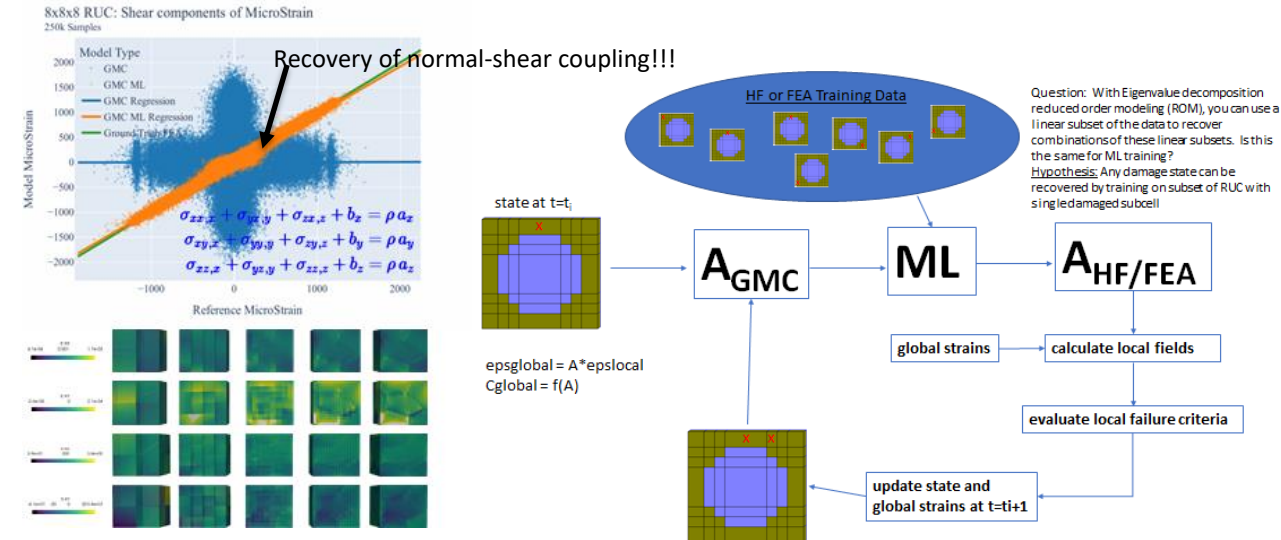 8x8x8 RUC: Shear components of MicroStrain
250k Samples
Recovery of normal-shear coupling!!!
Model Type
GMC
GMC ML
GMC Regression
GMC ML Regression
Ground Truth
2000
1500
1000
500
0
−500
−1000
−1500
−2000
Model MicroStrain
σxx,x + σyx,y + σzx,z + bx = ρ ax
σxy,x + σyy,y + σzy,z + by = ρ ay
σxz,x + σyz,y + σzz,z + bz = ρ az
−1000
0
1000
2000
Reference MicroStrain
HF or FEA Training Data
Question: With Eigenvalue decomposition
reduced order modeling (ROM), you can use a
linear subset of the data to recover
combinations of these linear subsets. Is this
the same for ML training?
Hypothesis: Any damage state can be
recovered by training on subset of RUC with
single damaged subcell
state at t=ti
X
AGMC
ML
AHF/FEA
epsglobal = A*epslocal
Cglobal = f(A)
global strains
calculate local fields
evaluate local failure criteria
X X
update state and
global strains at t=ti+1